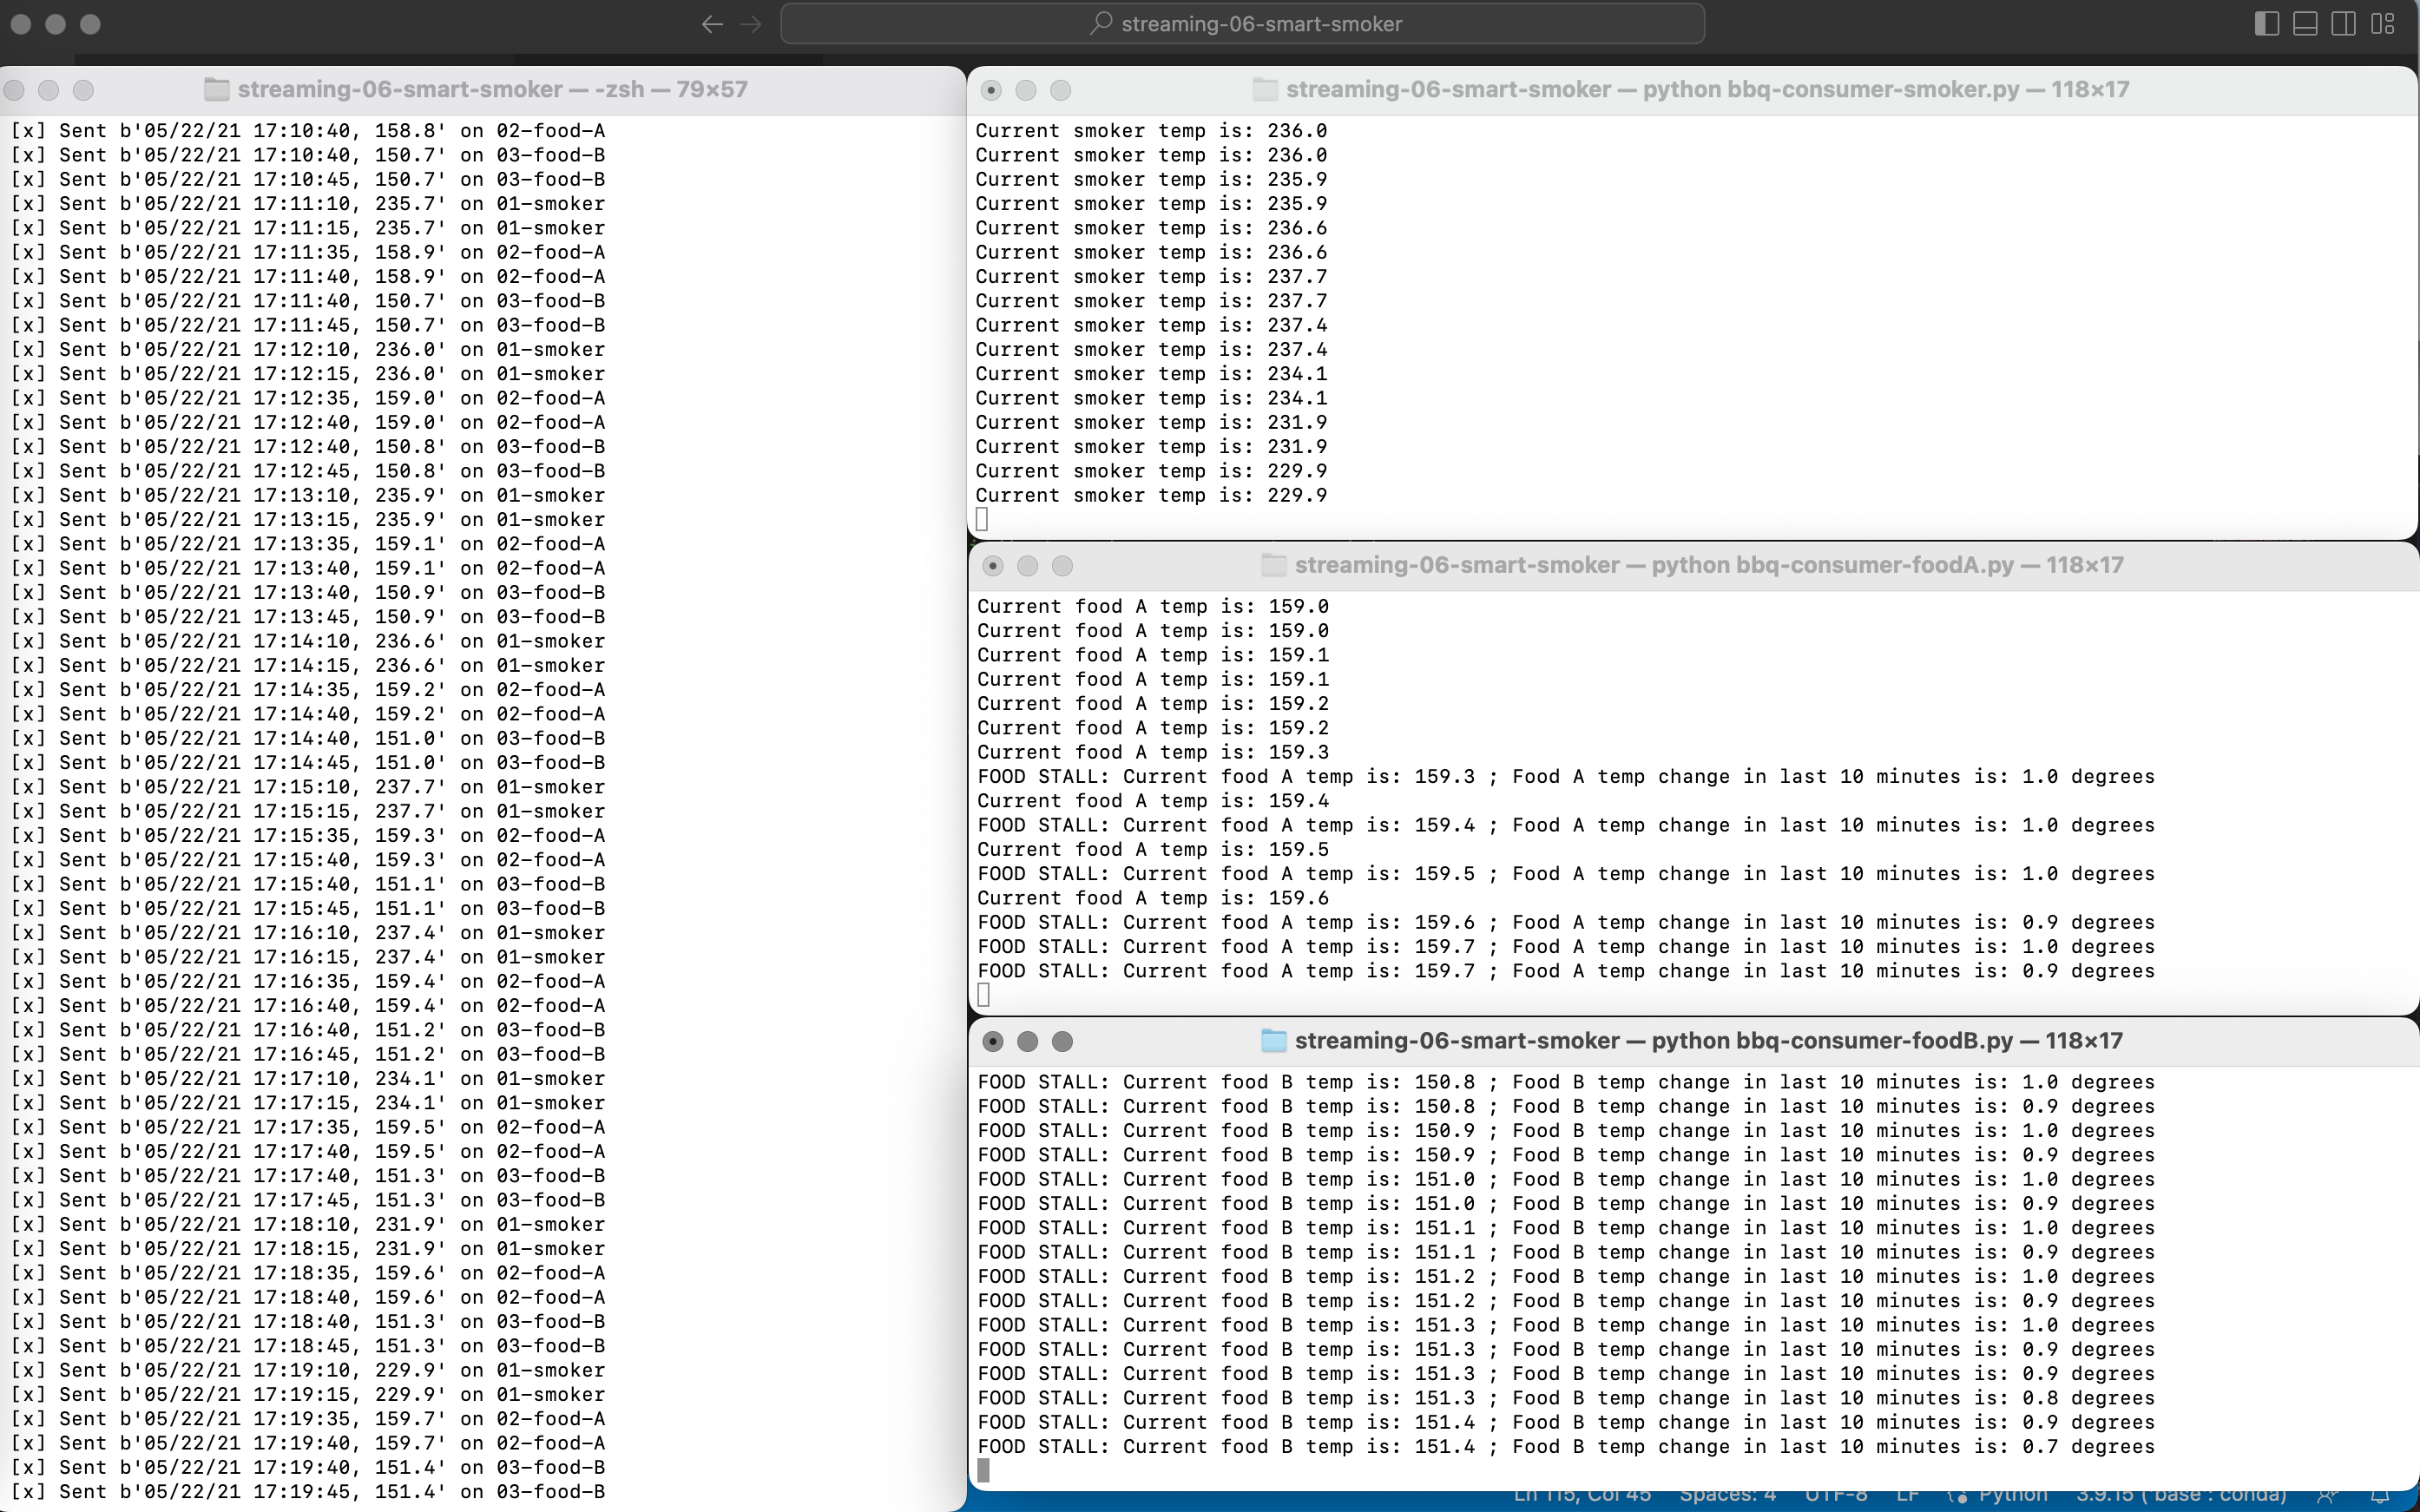 streaming-06-smart-smoker
streaming-06-smart-smoker — -zsh — 79×57
[x] Sent b'05/22/21 17:10:40, 158.8' on 02-food-A
[x] Sent b'05/22/21 17:10:40, 150.7' on 03-food-B
[x] Sent b'05/22/21 17:10:45, 150.7' on 03-food-B
[x] Sent b'05/22/21 17:11:10, 235.7' on 01-smoker
[x] Sent b'05/22/21 17:11:15, 235.7' on 01-smoker
[x] Sent b'05/22/21 17:11:35, 158.9' on 02-food-A
[x] Sent b'05/22/21 17:11:40, 158.9' on 02-food-A
[x] Sent b'05/22/21 17:11:40, 150.7' on 03-food-B
[x] Sent b'05/22/21 17:11:45, 150.7' on 03-food-B
[x] Sent b'05/22/21 17:12:10, 236.0' on 01-smoker
[x] Sent b'05/22/21 17:12:15, 236.0' on 01-smoker
[x] Sent b'05/22/21 17:12:35, 159.0' on 02-food-A
[x] Sent b'05/22/21 17:12:40, 159.0' on 02-food-A
[x] Sent b'05/22/21 17:12:40, 150.8' on 03-food-B
[x] Sent b'05/22/21 17:12:45, 150.8' on 03-food-B
[x] Sent b'05/22/21 17:13:10, 235.9' on 01-smoker
[x] Sent b'05/22/21 17:13:15, 235.9' on 01-smoker
[x] Sent b'05/22/21 17:13:35, 159.1' on 02-food-A
[x] Sent b'05/22/21 17:13:40, 159.1' on 02-food-A
[x] Sent b'05/22/21 17:13:40, 150.9' on 03-food-B
[x] Sent b'05/22/21 17:13:45, 150.9' on 03-food-B
[x] Sent b'05/22/21 17:14:10, 236.6' on 01-smoker
[x] Sent b'05/22/21 17:14:15, 236.6' on 01-smoker
[x] Sent b'05/22/21 17:14:35, 159.2' on 02-food-A
[x] Sent b'05/22/21 17:14:40, 159.2' on 02-food-A
[x] Sent b'05/22/21 17:14:40, 151.0' on 03-food-B
[x] Sent b'05/22/21 17:14:45, 151.0' on 03-food-B
[x] Sent b'05/22/21 17:15:10, 237.7' on 01-smoker
[x] Sent b'05/22/21 17:15:15, 237.7' on 01-smoker
[x] Sent b'05/22/21 17:15:35, 159.3' on 02-food-A
[x] Sent b'05/22/21 17:15:40, 159.3' on 02-food-A
[x] Sent b'05/22/21 17:15:40, 151.1' on 03-food-B
[x] Sent b'05/22/21 17:15:45, 151.1' on 03-food-B
[x] Sent b'05/22/21 17:16:10, 237.4' on 01-smoker
[x] Sent b'05/22/21 17:16:15, 237.4' on 01-smoker
[x] Sent b'05/22/21 17:16:35, 159.4' on 02-food-A
[x] Sent b'05/22/21 17:16:40, 159.4' on 02-food-A
[x] Sent b'05/22/21 17:16:40, 151.2' on 03-food-B
[x] Sent b'05/22/21 17:16:45, 151.2' on 03-food-B
[x] Sent b'05/22/21 17:17:10, 234.1' on 01-smoker
[x] Sent b'05/22/21 17:17:15, 234.1' on 01-smoker
[x] Sent b'05/22/21 17:17:35, 159.5' on 02-food-A
[x] Sent b'05/22/21 17:17:40, 159.5' on 02-food-A
[x] Sent b'05/22/21 17:17:40, 151.3' on 03-food-B
[x] Sent b'05/22/21 17:17:45, 151.3' on 03-food-B
[x] Sent b'05/22/21 17:18:10, 231.9' on 01-smoker
[x] Sent b'05/22/21 17:18:15, 231.9' on 01-smoker
[x] Sent b'05/22/21 17:18:35, 159.6' on 02-food-A
[x] Sent b'05/22/21 17:18:40, 159.6' on 02-food-A
[x] Sent b'05/22/21 17:18:40, 151.3' on 03-food-B
[x] Sent b'05/22/21 17:18:45, 151.3' on 03-food-B
[x] Sent b'05/22/21 17:19:10, 229.9' on 01-smoker
[x] Sent b'05/22/21 17:19:15, 229.9' on 01-smoker
[x] Sent b'05/22/21 17:19:35, 159.7' on 02-food-A
[x] Sent b'05/22/21 17:19:40, 159.7' on 02-food-A
[x] Sent b'05/22/21 17:19:40, 151.4' on 03-food-B
[x] Sent b'05/22/21 17:19:45, 151.4' on 03-food-B
streaming-06-smart-smoker — python bbq-consumer-smoker.py — 118×17
Current smoker temp is: 236.0
Current smoker temp is: 236.0
Current smoker temp is: 235.9
Current smoker temp is: 235.9
Current smoker temp is: 236.6
Current smoker temp is: 236.6
Current smoker temp is: 237.7
Current smoker temp is: 237.7
Current smoker temp is: 237.4
Current smoker temp is: 237.4
Current smoker temp is: 234.1
Current smoker temp is: 234.1
Current smoker temp is: 231.9
Current smoker temp is: 231.9
Current smoker temp is: 229.9
Current smoker temp is: 229.9
streaming-06-smart-smoker — python bbq-consumer-foodA.py — 118×17
Current food A temp is: 159.0
Current food A temp is: 159.0
Current food A temp is: 159.1
Current food A temp is: 159.1
Current food A temp is: 159.2
Current food A temp is: 159.2
Current food A temp is: 159.3
FOOD STALL: Current food A temp is: 159.3 ; Food A temp change in last 10 minutes is: 1.0 degrees
Current food A temp is: 159.4
FOOD STALL: Current food A temp is: 159.4 ; Food A temp change in last 10 minutes is: 1.0 degrees
Current food A temp is: 159.5
FOOD STALL: Current food A temp is: 159.5 ; Food A temp change in last 10 minutes is: 1.0 degrees
Current food A temp is: 159.6
FOOD STALL: Current food A temp is: 159.6 ; Food A temp change in last 10 minutes is: 0.9 degrees
FOOD STALL: Current food A temp is: 159.7 ; Food A temp change in last 10 minutes is: 1.0 degrees
FOOD STALL: Current food A temp is: 159.7 ; Food A temp change in last 10 minutes is: 0.9 degrees
streaming-06-smart-smoker — python bbq-consumer-foodB.py — 118×17
FOOD STALL: Current food B temp is: 150.8 ; Food B temp change in last 10 minutes is: 1.0 degrees
FOOD STALL: Current food B temp is: 150.8 ; Food B temp change in last 10 minutes is: 0.9 degrees
FOOD STALL: Current food B temp is: 150.9 ; Food B temp change in last 10 minutes is: 1.0 degrees
FOOD STALL: Current food B temp is: 150.9 ; Food B temp change in last 10 minutes is: 0.9 degrees
FOOD STALL: Current food B temp is: 151.0 ; Food B temp change in last 10 minutes is: 1.0 degrees
FOOD STALL: Current food B temp is: 151.0 ; Food B temp change in last 10 minutes is: 0.9 degrees
FOOD STALL: Current food B temp is: 151.1 ; Food B temp change in last 10 minutes is: 1.0 degrees
FOOD STALL: Current food B temp is: 151.1 ; Food B temp change in last 10 minutes is: 0.9 degrees
FOOD STALL: Current food B temp is: 151.2 ; Food B temp change in last 10 minutes is: 1.0 degrees
FOOD STALL: Current food B temp is: 151.2 ; Food B temp change in last 10 minutes is: 0.9 degrees
FOOD STALL: Current food B temp is: 151.3 ; Food B temp change in last 10 minutes is: 1.0 degrees
FOOD STALL: Current food B temp is: 151.3 ; Food B temp change in last 10 minutes is: 0.9 degrees
FOOD STALL: Current food B temp is: 151.3 ; Food B temp change in last 10 minutes is: 0.9 degrees
FOOD STALL: Current food B temp is: 151.3 ; Food B temp change in last 10 minutes is: 0.8 degrees
FOOD STALL: Current food B temp is: 151.4 ; Food B temp change in last 10 minutes is: 0.9 degrees
FOOD STALL: Current food B temp is: 151.4 ; Food B temp change in last 10 minutes is: 0.7 degrees
Ln 115, Col 45 Spaces: 4 UTF-8 LF Python 3.9.15 ('base': conda)